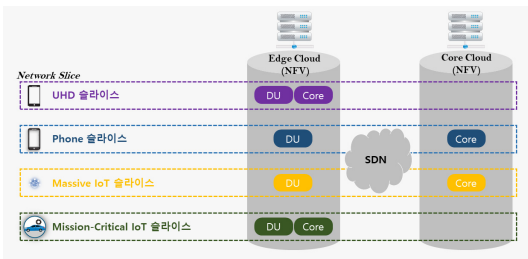 Edge Cloud
(NFV)
Core Cloud
(NFV)
Network Slice
UHD 슬라이스
DU
Core
Phone 슬라이스
DU
Core
SDN
Massive IoT 슬라이스
DU
Core
Mission-Critical IoT 슬라이스
DU
Core